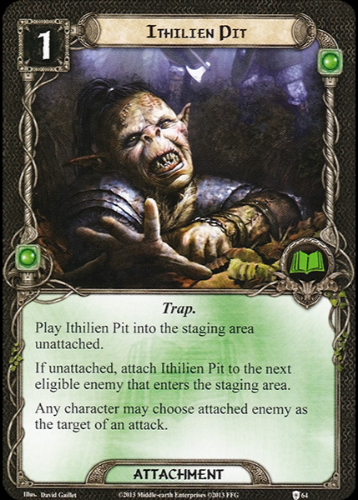 1
ITHILIEN PIT
Trap.
Play Ithilien Pit into the staging area
unattached.
If unattached, attach Ithilien Pit to the next
eligible enemy that enters the staging area.
Any character may choose attached enemy as
the target of an attack.
ATTACHMENT
Illus. David Gaillet ©2013 Middle-earth Enterprises ©2013 FFG 64